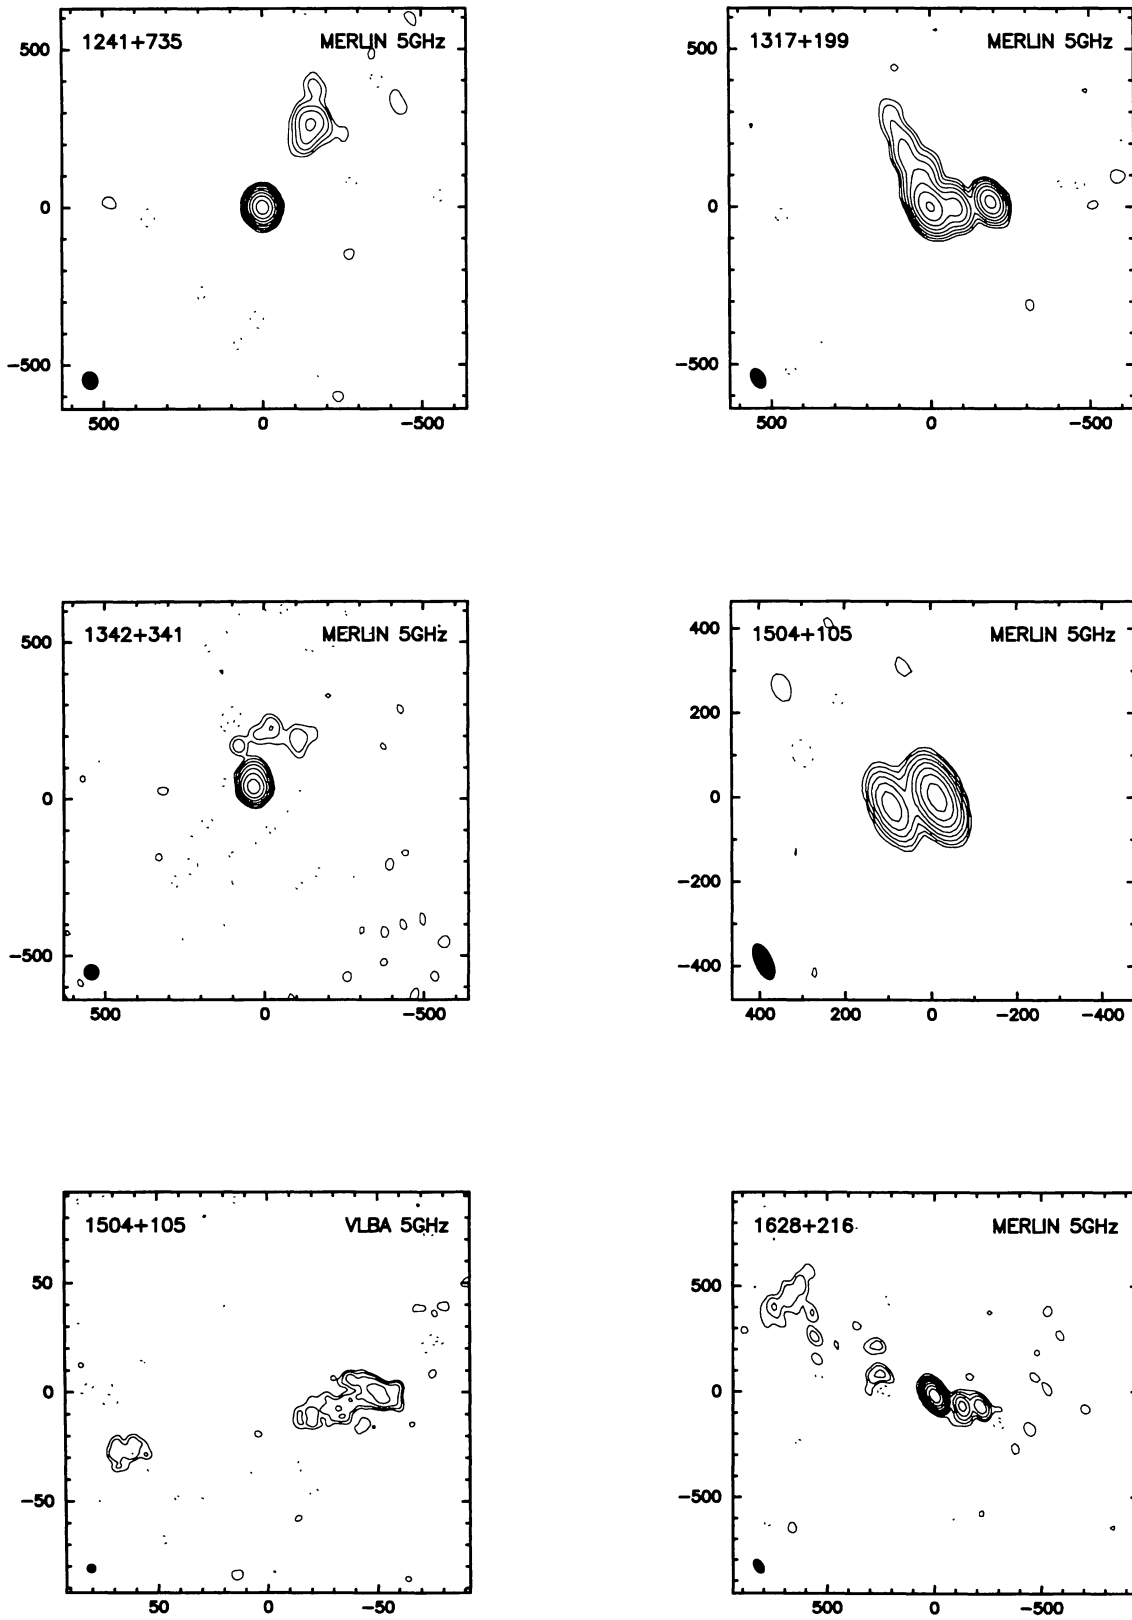 1241+735 MERLIN 5GHz
500
0
−500
500 0 −500
1317+199 MERLIN 5GHz
500
0
−500
500 0 −500
1342+341 MERLIN 5GHz
500
0
−500
500 0 −500
1504+105 MERLIN 5GHz
400
200
0
−200
−400
400 200 0 −200 −400
1504+105 VLBA 5GHz
50
0
−50
50 0 −50
1628+216 MERLIN 5GHz
500
0
−500
500 0 −500